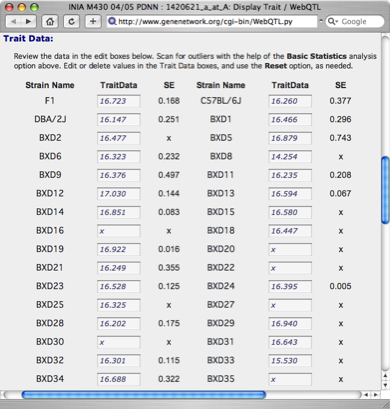 INIA M430 04/05 PDNN : 1420621_a_at_A: Display Trait / WebQTL
http://www.genenetwork.org/cgi-bin/WebQTL.py
Google
Trait Data:
Review the data in the edit boxes below. Scan for outliers with the help of the Basic Statistics analysis
option above. Edit or delete values in the Trait Data boxes, and use the Reset option, as needed.
Strain Name TraitData SE Strain Name TraitData SE
F1 16.723 0.168 C57BL/6J 16.260 0.377
DBA/2J 16.147 0.251 BXD1 16.466 0.296
BXD2 16.477 x BXD5 16.879 0.743
BXD6 16.323 0.232 BXD8 14.254 x
BXD9 16.376 0.497 BXD11 16.235 0.208
BXD12 17.030 0.144 BXD13 16.594 0.067
BXD14 16.851 0.083 BXD15 16.580 x
BXD16 x x BXD18 16.447 x
BXD19 16.922 0.016 BXD20 x x
BXD21 16.249 0.355 BXD22 x x
BXD23 16.528 0.125 BXD24 16.395 0.005
BXD25 16.325 x BXD27 x x
BXD28 16.202 0.175 BXD29 16.940 x
BXD30 x x BXD31 16.643 x
BXD32 16.301 0.115 BXD33 15.530 x
BXD34 16.688 0.322 BXD35 x x